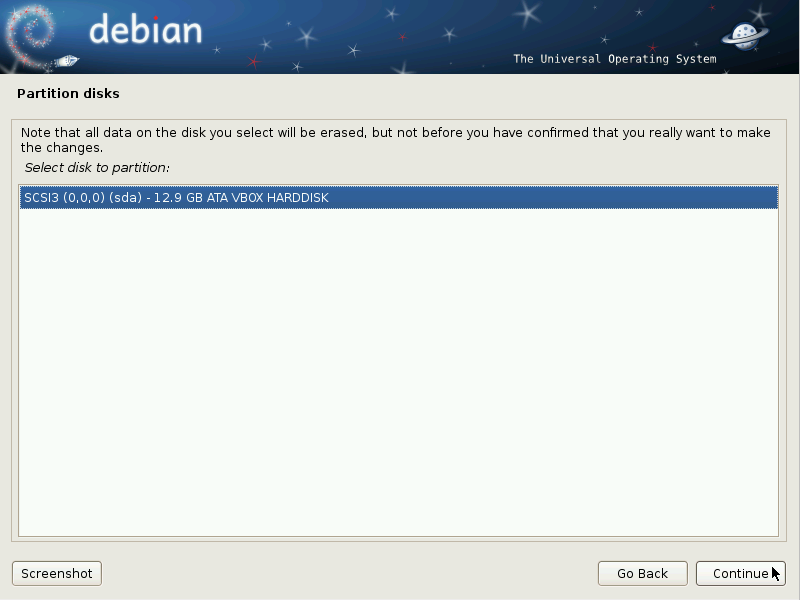 debian
The Universal Operating System
Partition disks
Note that all data on the disk you select will be erased, but not before you have confirmed that you really want to make
the changes.
Select disk to partition:
SCSI3 (0,0,0) (sda) - 12.9 GB ATA VBOX HARDDISK
Screenshot
Go Back
Continue